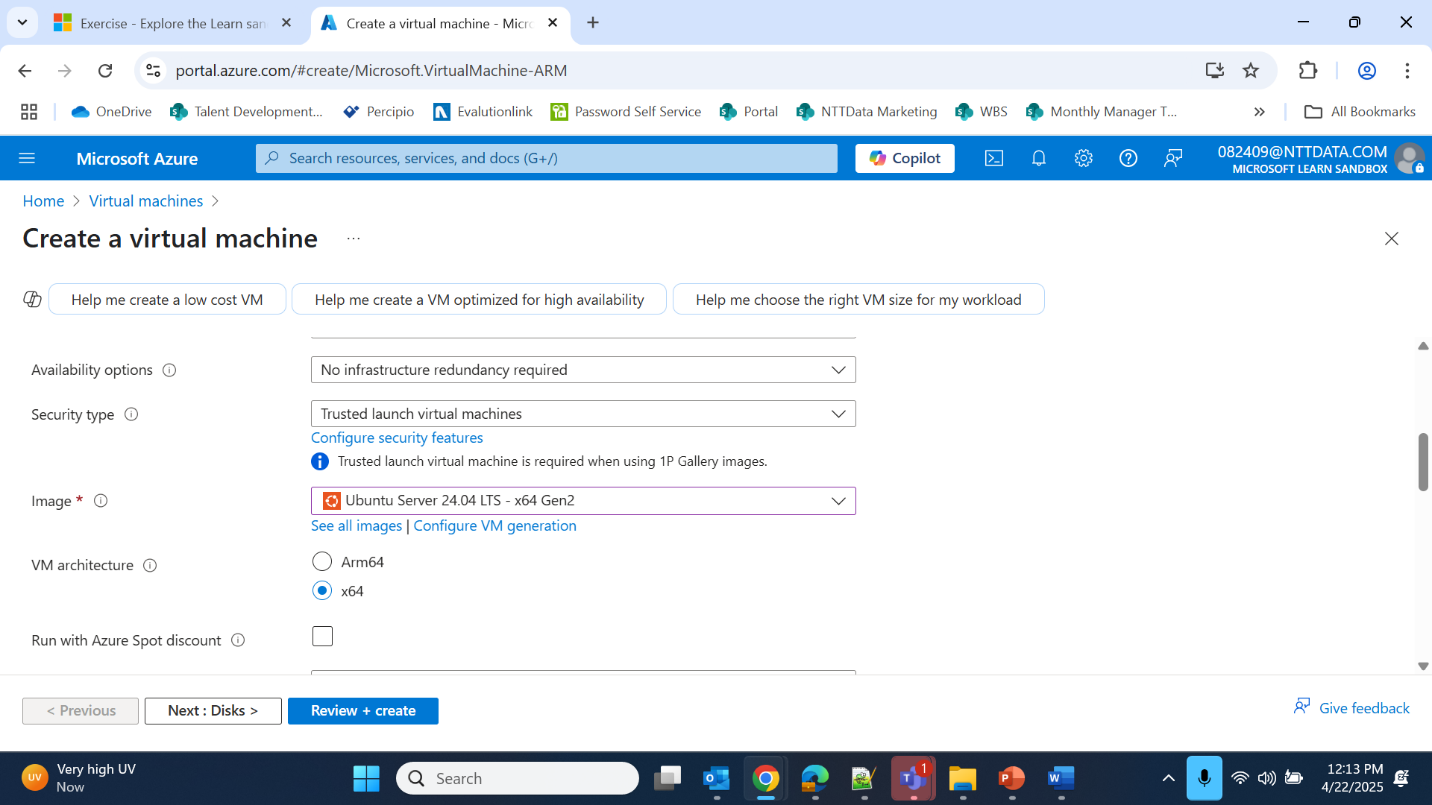 Exercise - Explore the Learn san
Create a virtual machine - Micro
portal.azure.com/#create/Microsoft.VirtualMachine-ARM
OneDrive
Talent Development...
Percipio
Evalutionlink
Password Self Service
Portal
NTTData Marketing
WBS
Monthly Manager T...
All Bookmarks
Microsoft Azure
Search resources, services, and docs (G+/)
Copilot
082409@NTTDATA.COM
MICROSOFT LEARN SANDBOX
Home > Virtual machines >
Create a virtual machine ...
Help me create a low cost VM
Help me create a VM optimized for high availability
Help me choose the right VM size for my workload
Availability options
No infrastructure redundancy required
Security type
Trusted launch virtual machines
Configure security features
Trusted launch virtual machine is required when using 1P Gallery images.
Image *
Ubuntu Server 24.04 LTS - x64 Gen2
See all images | Configure VM generation
VM architecture
Arm64
x64
Run with Azure Spot discount
< Previous
Next : Disks >
Review + create
Give feedback
UV
Very high UV
Now
Search
1
12:13 PM
4/22/2025